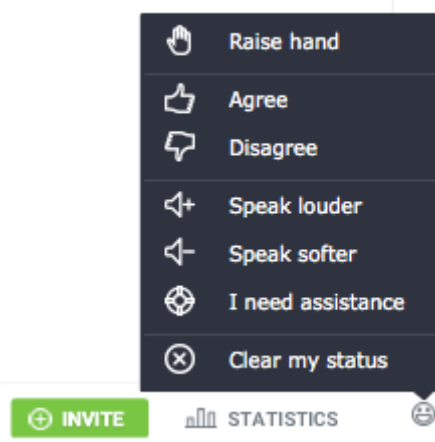 Raise hand
Agree
Disagree
Speak louder
Speak softer
I need assistance
Clear my status
INVITE
STATISTICS